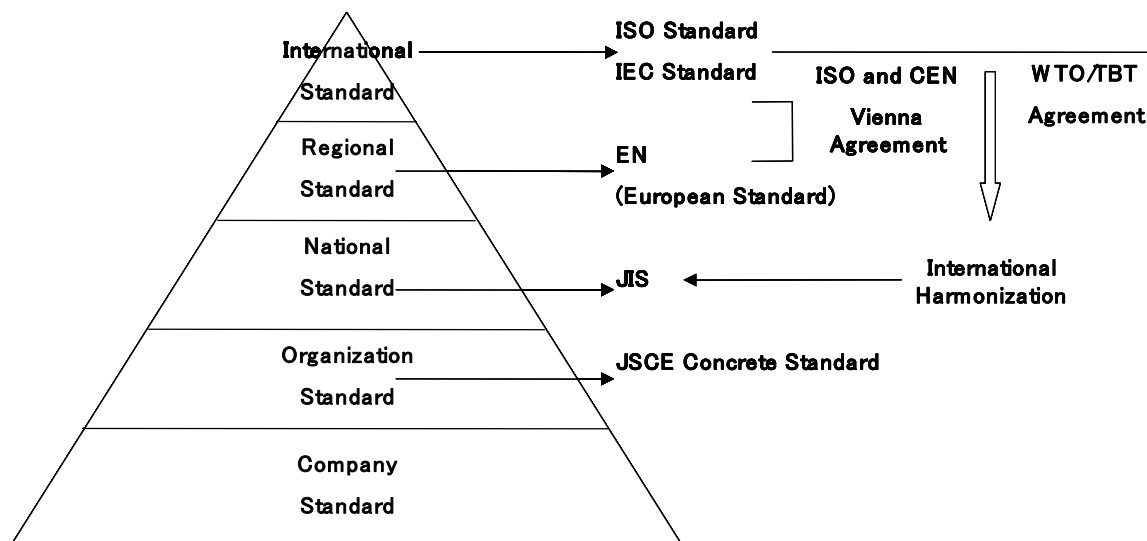 International
Standard
ISO Standard
IEC Standard
ISO and CEN
Vienna
Agreement
WTO/TBT
Agreement
Regional
Standard
EN
(European Standard)
National
Standard
JIS
International
Harmonization
Organization
Standard
JSCE Concrete Standard
Company
Standard